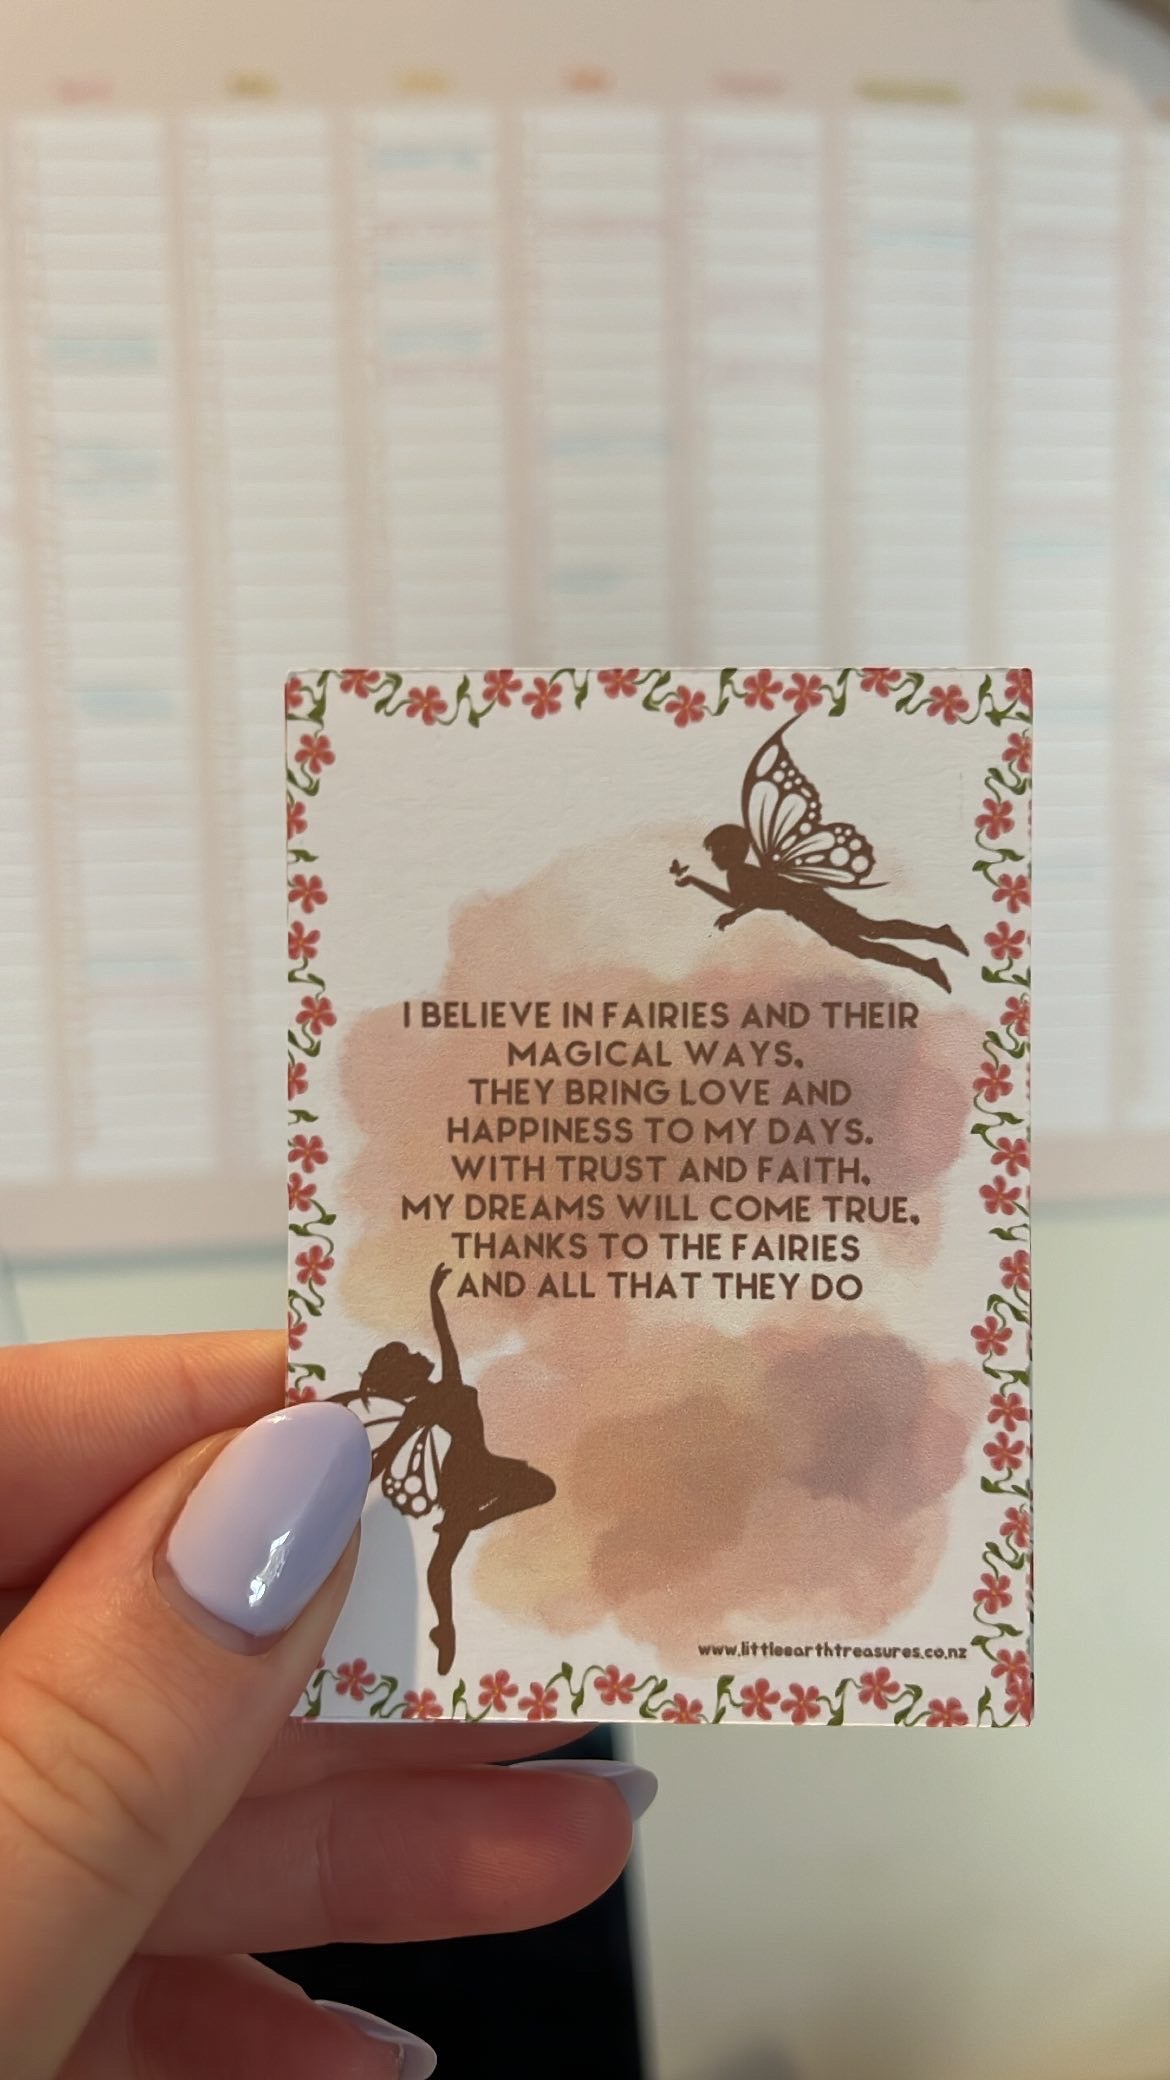 I BELIEVE IN FAIRIES AND THEIR
MAGICAL WAYS,
THEY BRING LOVE AND
HAPPINESS TO MY DAYS.
WITH TRUST AND FAITH,
MY DREAMS WILL COME TRUE,
THANKS TO THE FAIRIES
AND ALL THAT THEY DO
www.littleearthtreasures.co.nz